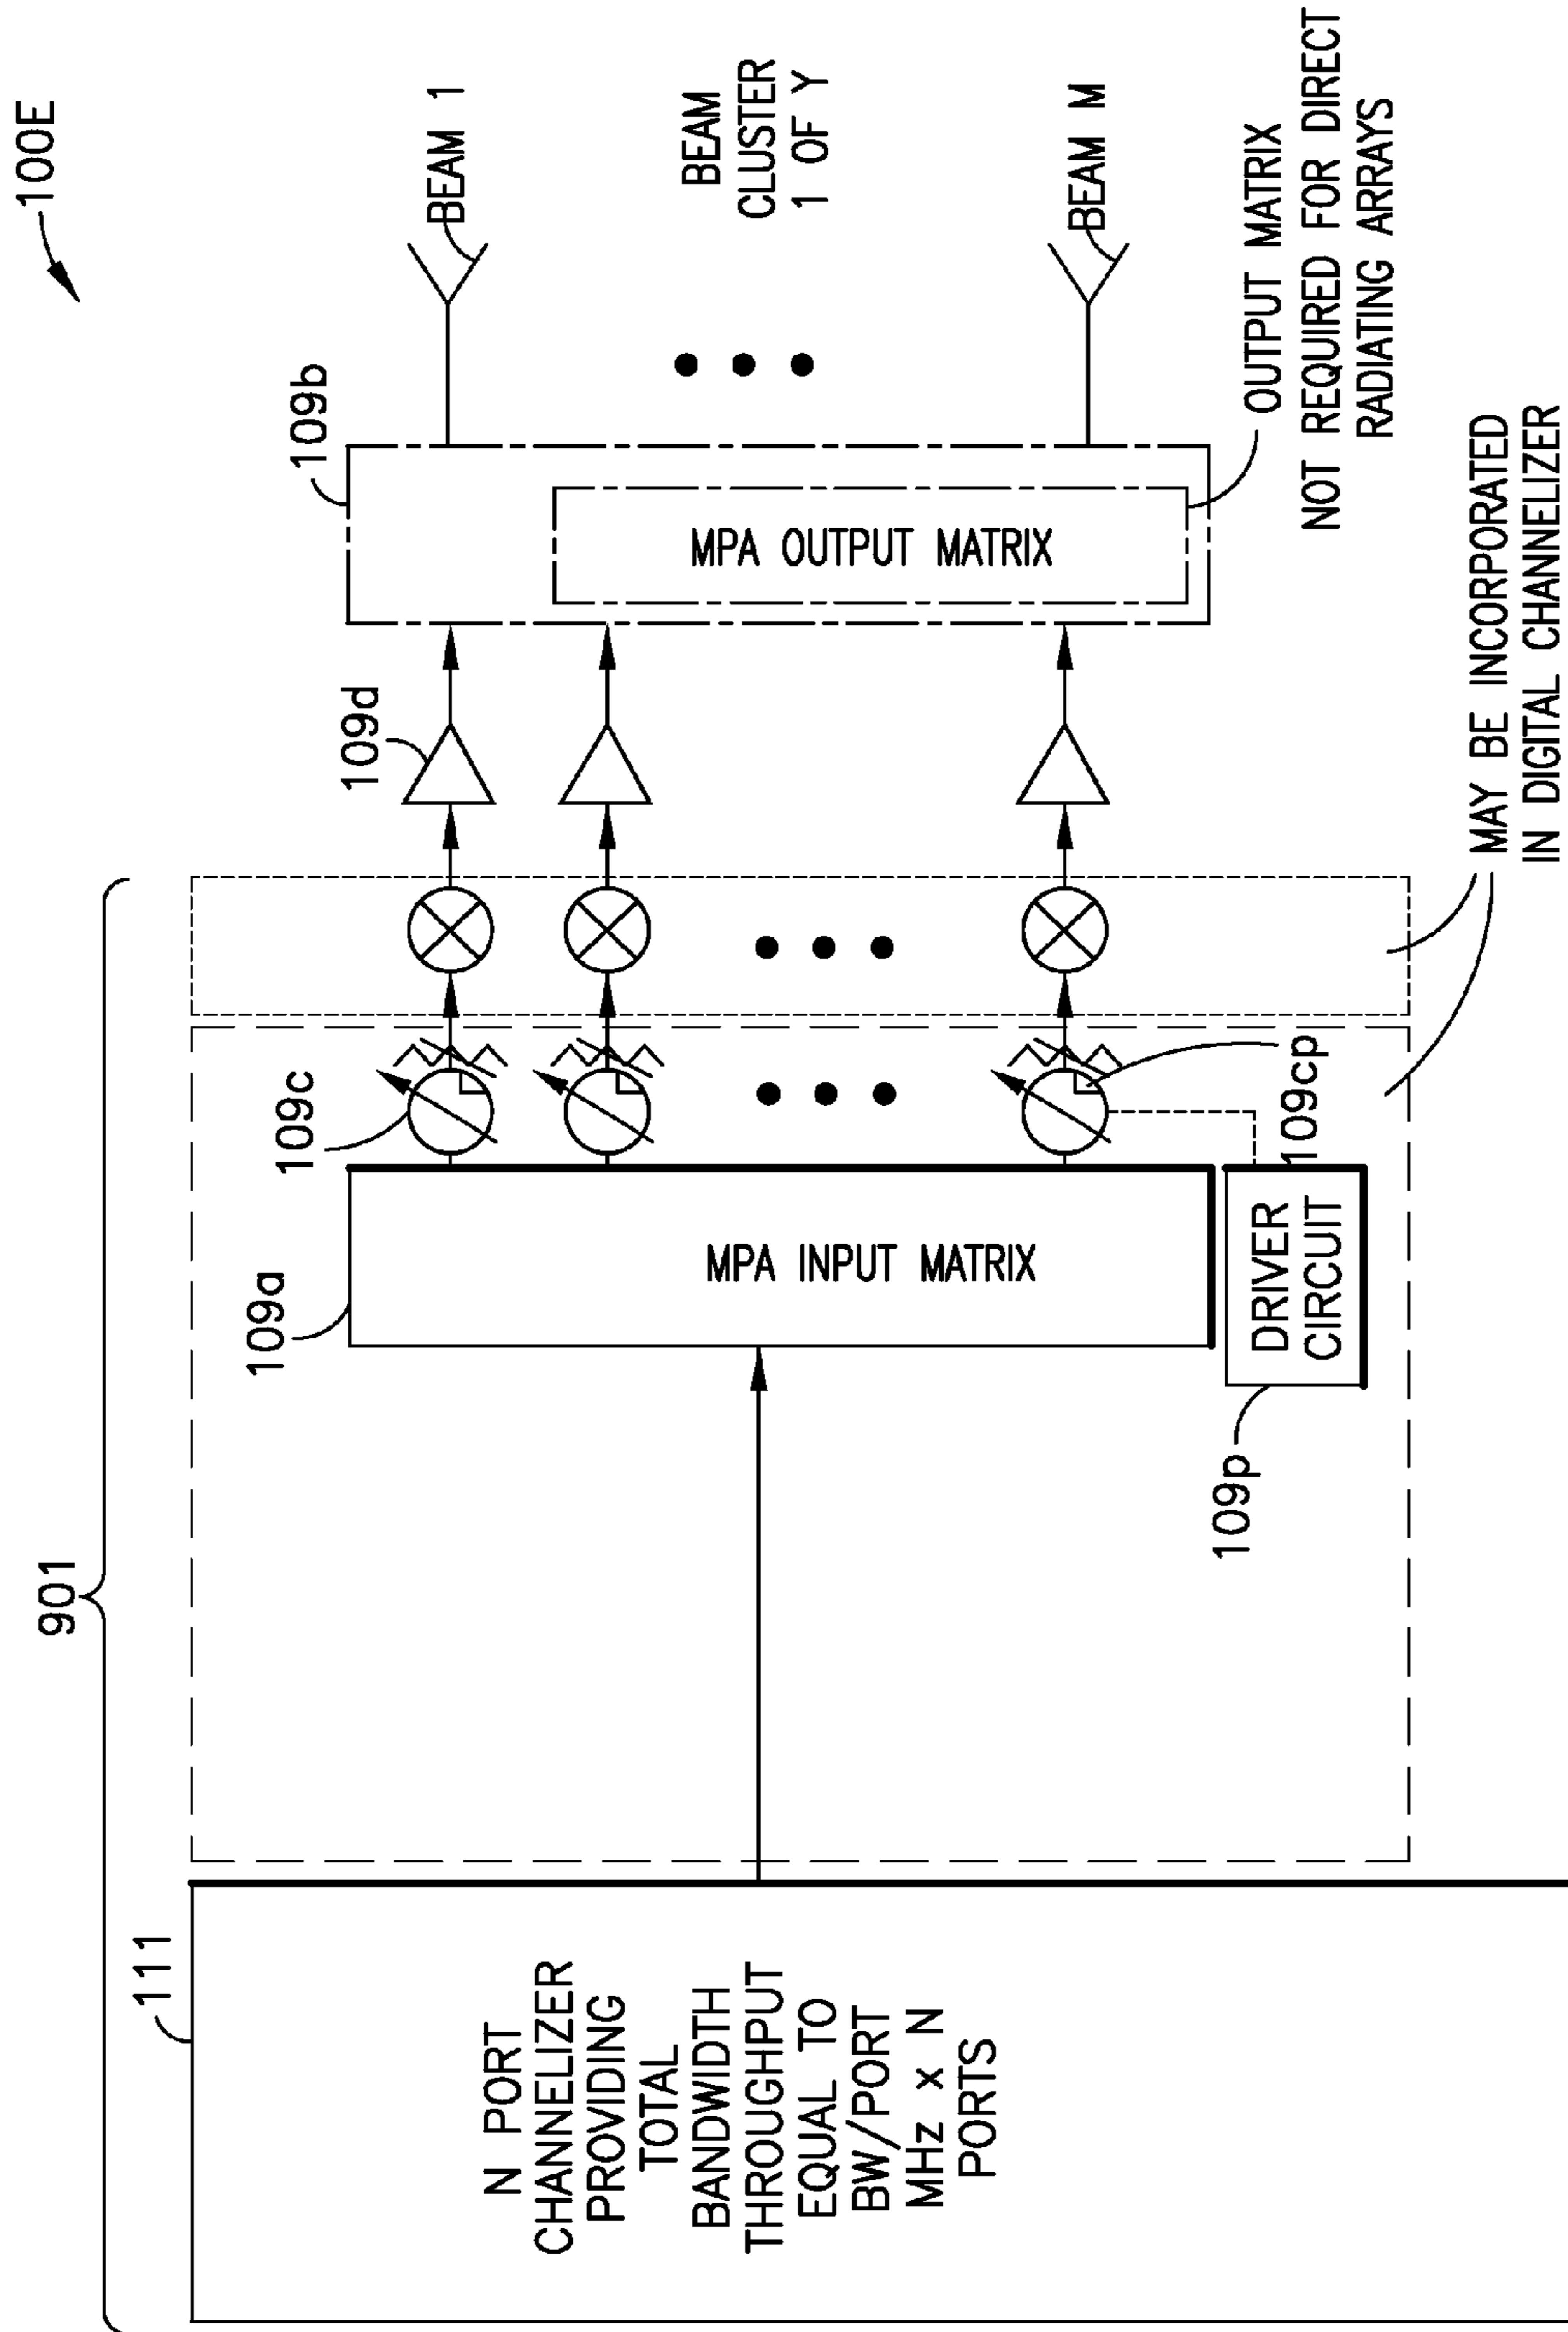 100E
901
111
N PORT
CHANNELIZER
PROVIDING
TOTAL
BANDWIDTH
THROUGHPUT
EQUAL TO
BW/PORT
MHz x N
PORTS
109a
MPA INPUT MATRIX
109p
DRIVER
CIRCUIT
109c
109cp
109d
109b
MPA OUTPUT MATRIX
BEAM 1
BEAM
CLUSTER
1 OF Y
BEAM M
OUTPUT MATRIX
NOT REQUIRED FOR DIRECT
RADIATING ARRAYS
MAY BE INCORPORATED
IN DIGITAL CHANNELIZER